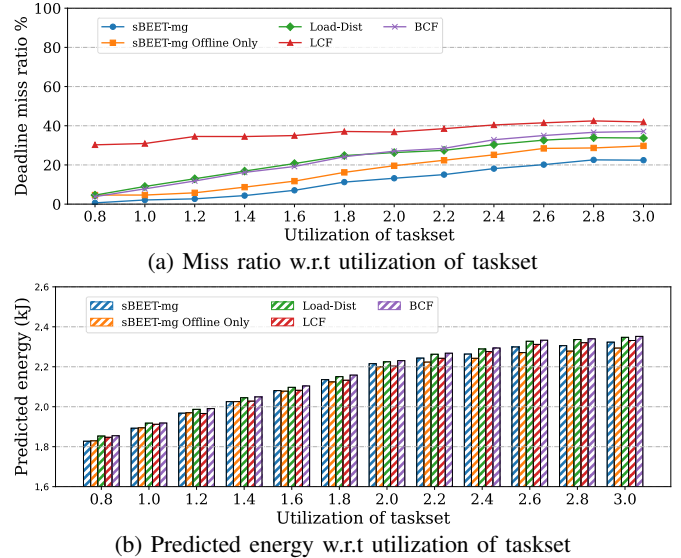 sBEET-mg
sBEET-mg Offline Only
Load-Dist
LCF
BCF
Deadline miss ratio %
100
80
60
40
20
0
0.8 1.0 1.2 1.4 1.6 1.8 2.0 2.2 2.4 2.6 2.8 3.0
Utilization of taskset
(a) Miss ratio w.r.t utilization of taskset
sBEET-mg
sBEET-mg Offline Only
Load-Dist
LCF
BCF
Predicted energy (kJ)
2.6
2.4
2.2
2.0
1.8
1.6
0.8 1.0 1.2 1.4 1.6 1.8 2.0 2.2 2.4 2.6 2.8 3.0
Utilization of taskset
(b) Predicted energy w.r.t utilization of taskset